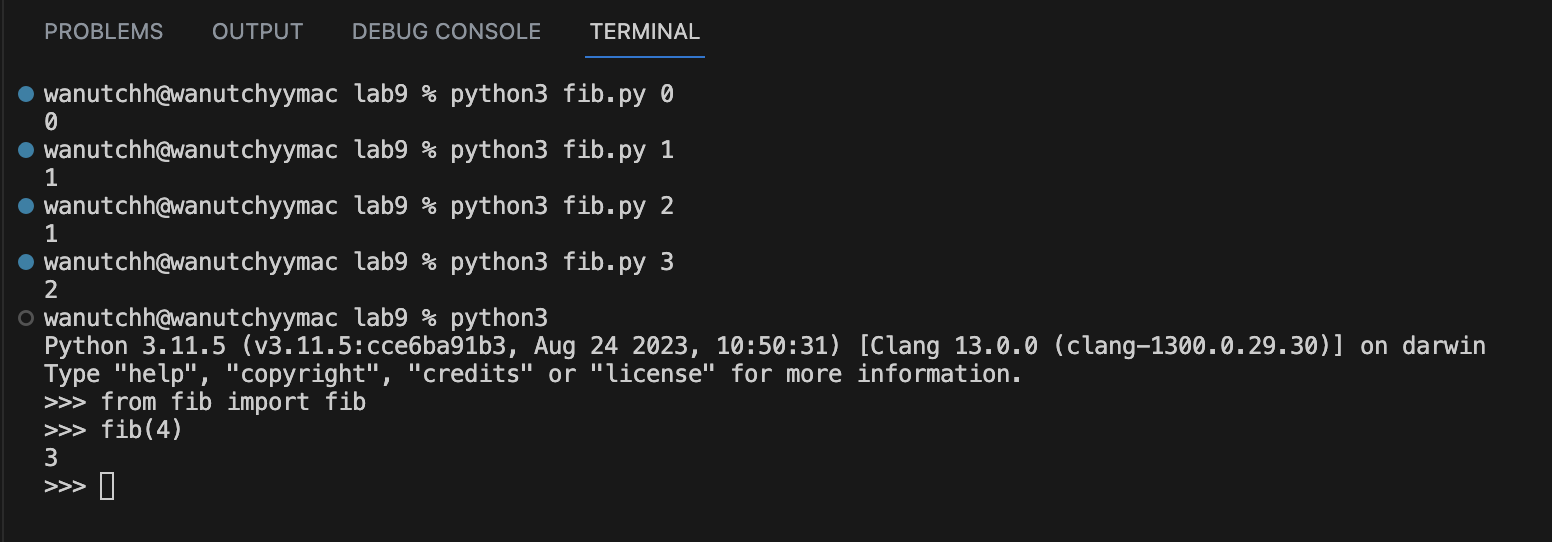 PROBLEMS OUTPUT DEBUG CONSOLE TERMINAL
wanutchh@wanutchyymac lab9 % python3 fib.py 0
0
wanutchh@wanutchyymac lab9 % python3 fib.py 1
1
wanutchh@wanutchyymac lab9 % python3 fib.py 2
1
wanutchh@wanutchyymac lab9 % python3 fib.py 3
2
wanutchh@wanutchyymac lab9 % python3
Python 3.11.5 (v3.11.5:cce6ba91b3, Aug 24 2023, 10:50:31) [Clang 13.0.0 (clang-1300.0.29.30)] on darwin
Type "help", "copyright", "credits" or "license" for more information.
>>> from fib import fib
>>> fib(4)
3
>>>